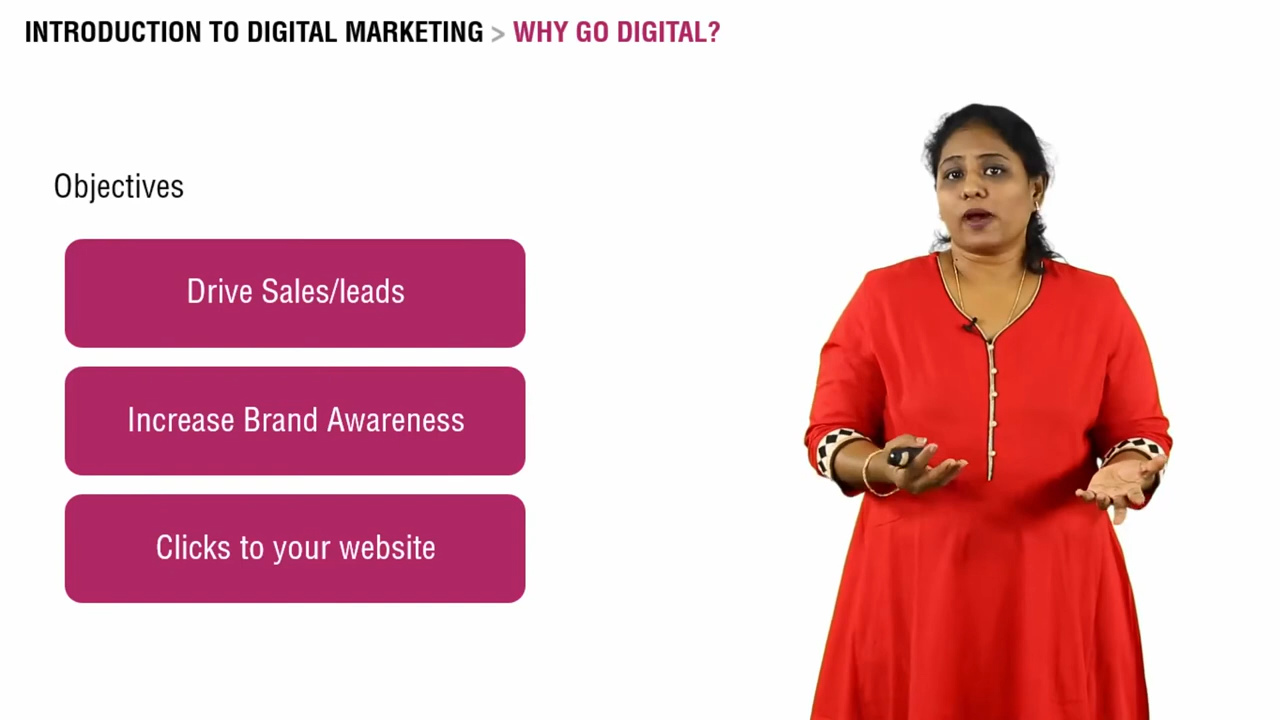 INTRODUCTION TO DIGITAL MARKETING > WHY GO DIGITAL?
Objectives
Drive Sales/leads
Increase Brand Awareness
Clicks to your website